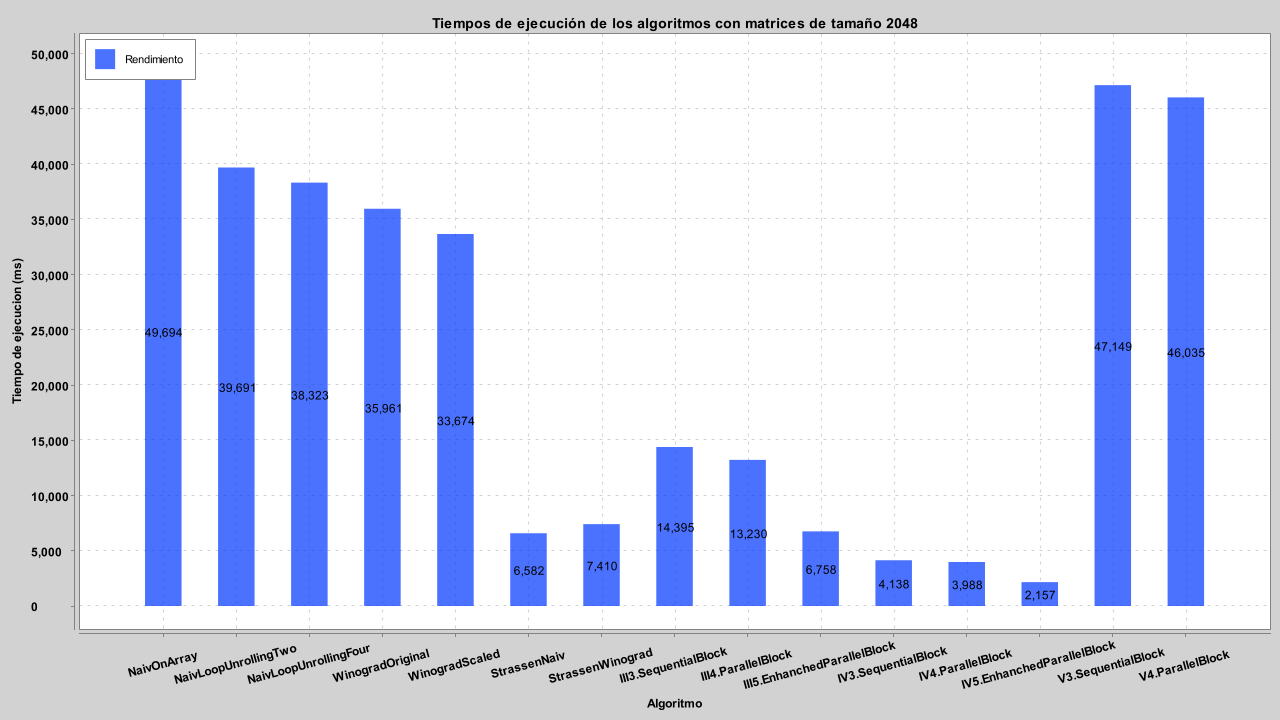 Tiempos de ejecución de los algoritmos con matrices de tamaño 2048
Rendimiento
50,000
45,000
40,000
35,000
30,000
25,000
20,000
15,000
10,000
5,000
0
Tiempo de ejecucion (ms)
49,694
39,691
38,323
35,961
33,674
6,582
7,410
14,395
13,230
6,758
4,138
3,988
2,157
47,149
46,035
NaivOnArray
NaivLoopUnrollingTwo
NaivLoopUnrollingFour
WinogradOriginal
WinogradScaled
StrassenNaiv
StrassenWinograd
III3.SequentialBlock
III4.ParallelBlock
III5.EnhanchedParallelBlock
IV3.SequentialBlock
IV4.ParallelBlock
IV5.EnhanchedParallelBlock
V3.SequentialBlock
V4.ParallelBlock
Algoritmo